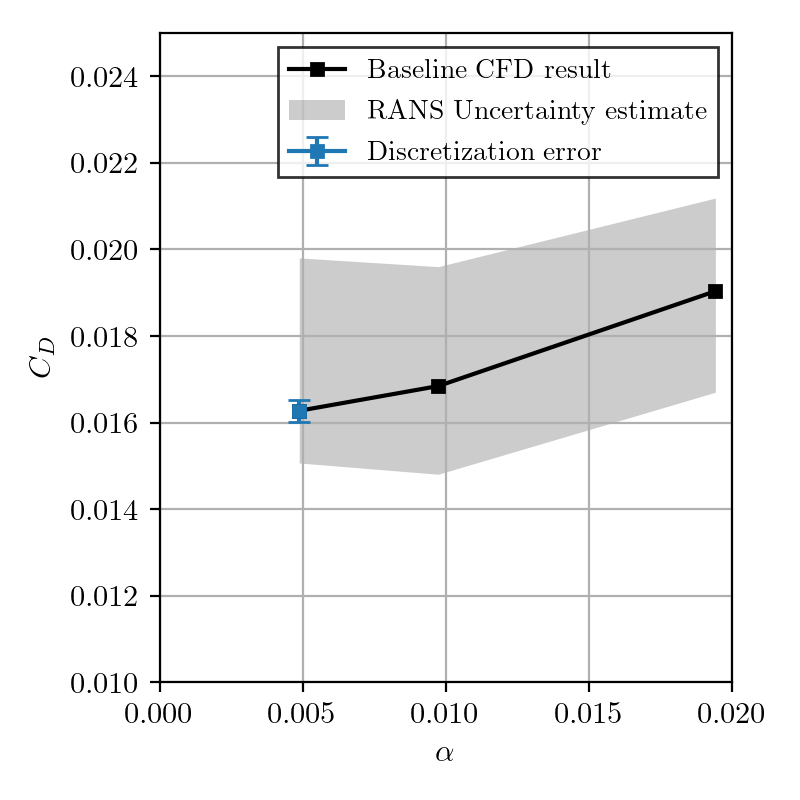 Baseline CFD result
RANS Uncertainty estimate
Discretization error
0.024
0.022
0.020
0.018
0.016
0.014
0.012
0.010
C_D
0.000 0.005 0.010 0.015 0.020
α